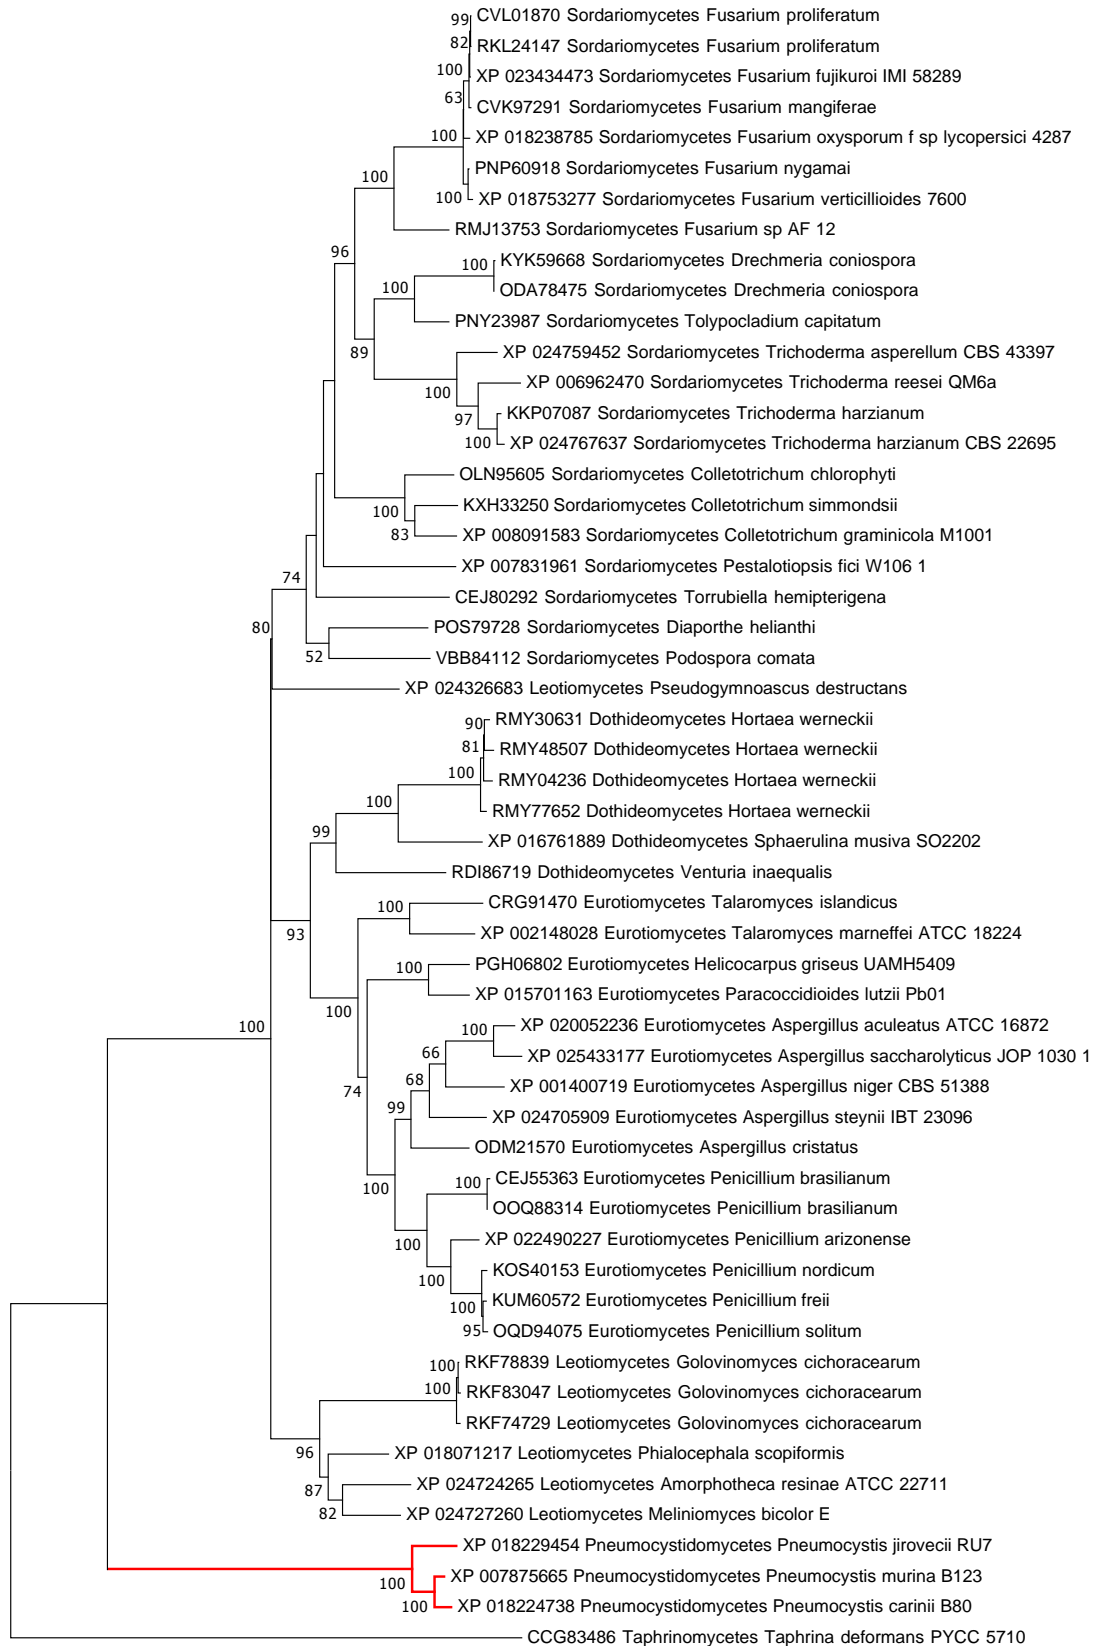 99 CVL01870 Sordariomycetes Fusarium proliferatum
82 RKL24147 Sordariomycetes Fusarium proliferatum
100 XP 023434473 Sordariomycetes Fusarium fujikuroi IMI 58289
63 CVK97291 Sordariomycetes Fusarium mangiferae
100 XP 018238785 Sordariomycetes Fusarium oxysporum f sp lycopersici 4287
PNP60918 Sordariomycetes Fusarium nygamai
100
100 XP 018753277 Sordariomycetes Fusarium verticillioides 7600
RMJ13753 Sordariomycetes Fusarium sp AF 12
96
100 KYK59668 Sordariomycetes Drechmeria coniospora
100 ODA78475 Sordariomycetes Drechmeria coniospora
PNY23987 Sordariomycetes Tolypocladium capitatum
89 XP 024759452 Sordariomycetes Trichoderma asperellum CBS 43397
XP 006962470 Sordariomycetes Trichoderma reesei QM6a
100
97 KKP07087 Sordariomycetes Trichoderma harzianum
100 XP 024767637 Sordariomycetes Trichoderma harzianum CBS 22695
OLN95605 Sordariomycetes Colletotrichum chlorophyti
100 KXH33250 Sordariomycetes Colletotrichum simmondsii
83 XP 008091583 Sordariomycetes Colletotrichum graminicola M1001
XP 007831961 Sordariomycetes Pestalotiopsis fici W106 1
74
CEJ80292 Sordariomycetes Torrubiella hemipterigena
80 POS79728 Sordariomycetes Diaporthe helianthi
52 VBB84112 Sordariomycetes Podospora comata
XP 024326683 Leotiomycetes Pseudogymnoascus destructans
90 RMY30631 Dothideomycetes Hortaea werneckii
81 RMY48507 Dothideomycetes Hortaea werneckii
100 RMY04236 Dothideomycetes Hortaea werneckii
100 RMY77652 Dothideomycetes Hortaea werneckii
99 XP 016761889 Dothideomycetes Sphaerulina musiva SO2202
RDI86719 Dothideomycetes Venturia inaequalis
100 CRG91470 Eurotiomycetes Talaromyces islandicus
93 XP 002148028 Eurotiomycetes Talaromyces marneffei ATCC 18224
100 PGH06802 Eurotiomycetes Helicocarpus griseus UAMH5409
XP 015701163 Eurotiomycetes Paracoccidioides lutzii Pb01
100
100 100 XP 020052236 Eurotiomycetes Aspergillus aculeatus ATCC 16872
66 XP 025433177 Eurotiomycetes Aspergillus saccharolyticus JOP 1030 1
74 68 XP 001400719 Eurotiomycetes Aspergillus niger CBS 51388
99 XP 024705909 Eurotiomycetes Aspergillus steynii IBT 23096
ODM21570 Eurotiomycetes Aspergillus cristatus
100 100 CEJ55363 Eurotiomycetes Penicillium brasilianum
OOQ88314 Eurotiomycetes Penicillium brasilianum
100 XP 022490227 Eurotiomycetes Penicillium arizonense
100 KOS40153 Eurotiomycetes Penicillium nordicum
100 KUM60572 Eurotiomycetes Penicillium freii
95 OQD94075 Eurotiomycetes Penicillium solitum
100 RKF78839 Leotiomycetes Golovinomyces cichoracearum
100 RKF83047 Leotiomycetes Golovinomyces cichoracearum
RKF74729 Leotiomycetes Golovinomyces cichoracearum
96 XP 018071217 Leotiomycetes Phialocephala scopiformis
87 XP 024724265 Leotiomycetes Amorphotheca resinae ATCC 22711
82 XP 024727260 Leotiomycetes Meliniomyces bicolor E
XP 018229454 Pneumocystidomycetes Pneumocystis jirovecii RU7
100 XP 007875665 Pneumocystidomycetes Pneumocystis murina B123
100 XP 018224738 Pneumocystidomycetes Pneumocystis carinii B80
CCG83486 Taphrinomycetes Taphrina deformans PYCC 5710